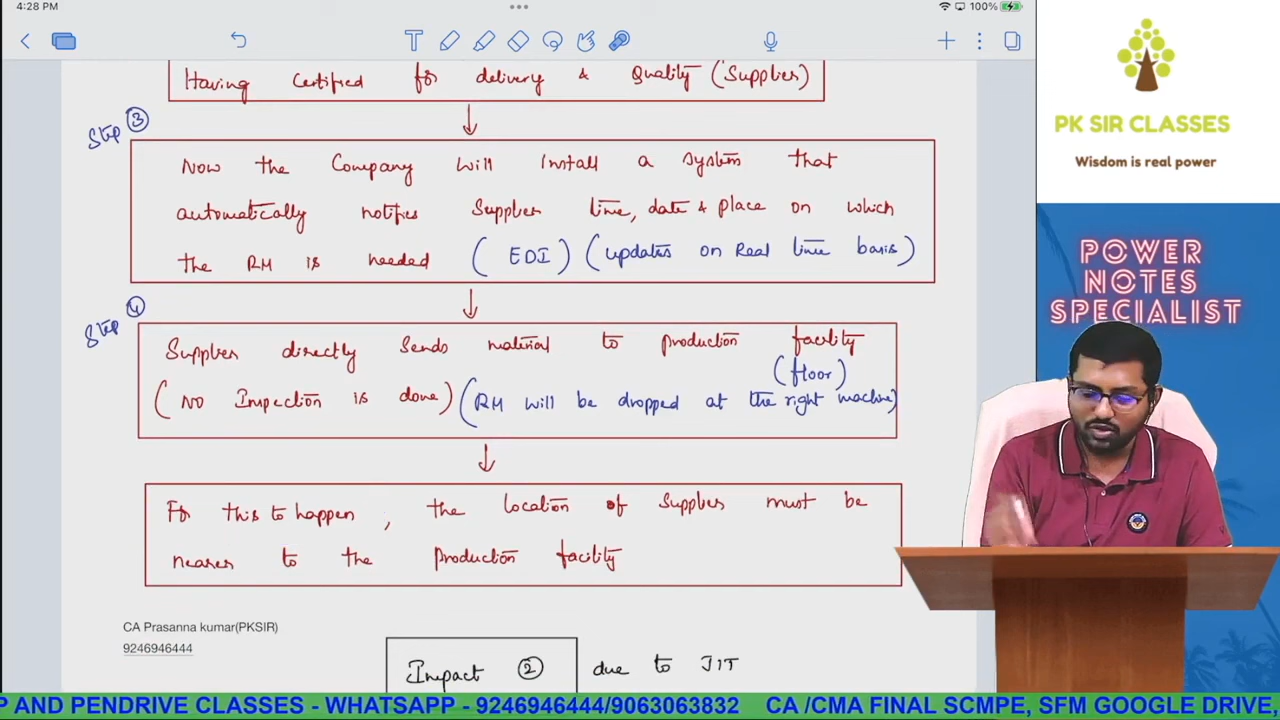 4:28 PM
100%
Having Certified for delivery & Quality (Supplier)
Step ③
Now the Company will Install a System that
automatically notifies Supplier time, date & place on which
the RM is needed (EDI) (updates on Real time basis)
Step ④
Supplier directly Sends material to production facility
(floor)
(NO Inspection is done) (RM will be dropped at the right machine)
For this to happen, the location of Supplier must be
nearer to the Production facility
CA Prasanna kumar(PKSIR)
9246946444
Impact ② due to JIT
PK SIR CLASSES
Wisdom is real power
POWER
NOTES
SPECIALIST
P AND PENDRIVE CLASSES - WHATSAPP - 9246946444/9063063832 CA /CMA FINAL SCMPE, SFM GOOGLE DRIVE,